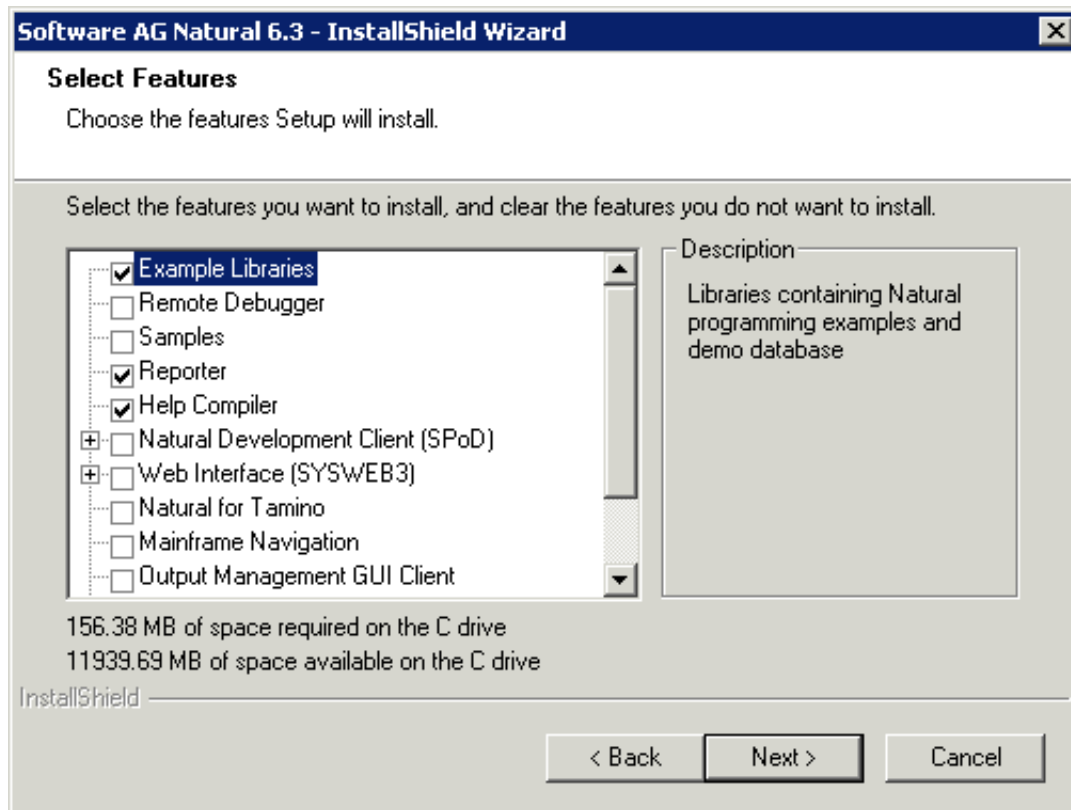 Software AG Natural 6.3 - InstallShield Wizard
Select Features
Choose the features Setup will install.
Select the features you want to install, and clear the features you do not want to install.
Example Libraries
Remote Debugger
Samples
Reporter
Help Compiler
Natural Development Client (SPoD)
Web Interface (SYSWEB3)
Natural for Tamino
Mainframe Navigation
Output Management GUI Client
Description
Libraries containing Natural
programming examples and
demo database
156.38 MB of space required on the C drive
11939.69 MB of space available on the C drive
InstallShield
< Back
Next >
Cancel